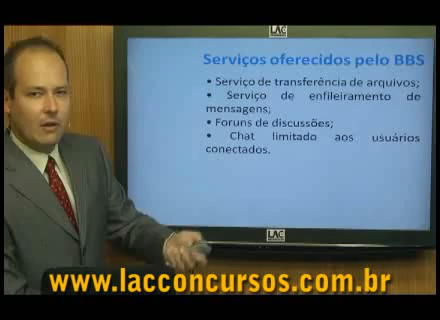 LAC
Serviços oferecidos pelo BBS
• Serviço de transferência de arquivos;
• Serviço de enfileiramento de
mensagens;
• Foruns de discussões;
• Chat limitado aos usuários
conectados.
LAC
www.lacconcursos.com.br